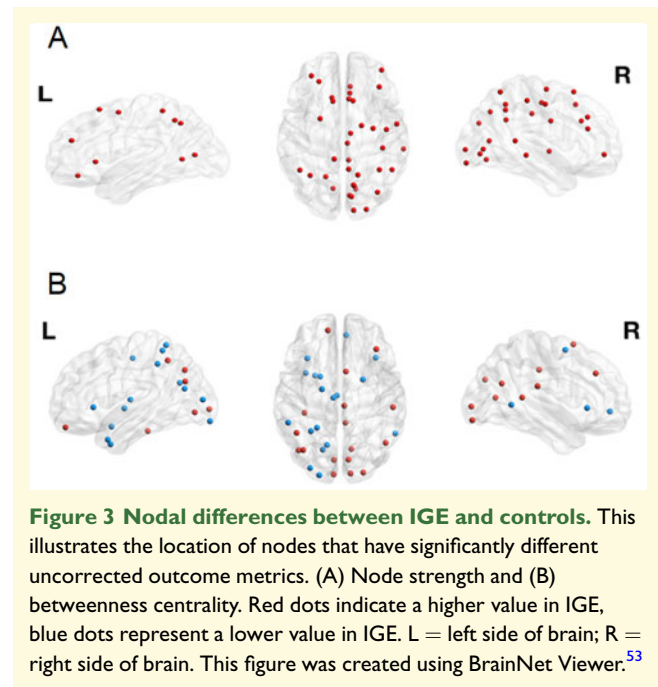 A
L
R
B
L
R
Figure 3 Nodal differences between IGE and controls. This
illustrates the location of nodes that have significantly different
uncorrected outcome metrics. (A) Node strength and (B)
betweenness centrality. Red dots indicate a higher value in IGE,
blue dots represent a lower value in IGE. L = left side of brain; R =
right side of brain. This figure was created using BrainNet Viewer.53